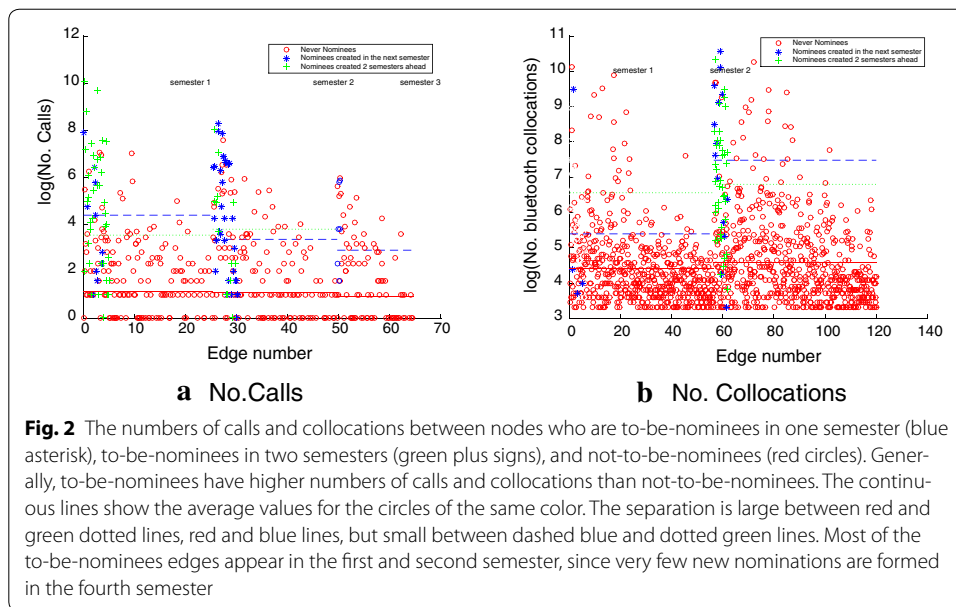 14
12
10
8
6
4
2
0
log(No. Calls)
Never Nominees
Nominees created in the next semester
Nominees created 2 semesters ahead
semester 1
semester 2
semester 3
0 10 20 30 40 50 60 70
Edge number
a No.Calls
11
10
9
8
7
6
5
4
3
log(No. bluetooth collocations)
Never Nominees
Nominees created in the next semester
Nominees created 2 semesters ahead
semester 1
semester 2
0 20 40 60 80 100 120 140
Edge number
b No. Collocations
Fig. 2 The numbers of calls and collocations between nodes who are to-be-nominees in one semester (blue
asterisk), to-be-nominees in two semesters (green plus signs), and not-to-be-nominees (red circles). Gener-
ally, to-be-nominees have higher numbers of calls and collocations than not-to-be-nominees. The continu-
ous lines show the average values for the circles of the same color. The separation is large between red and
green dotted lines, red and blue lines, but small between dashed blue and dotted green lines. Most of the
to-be-nominees edges appear in the first and second semester, since very few new nominations are formed
in the fourth semester